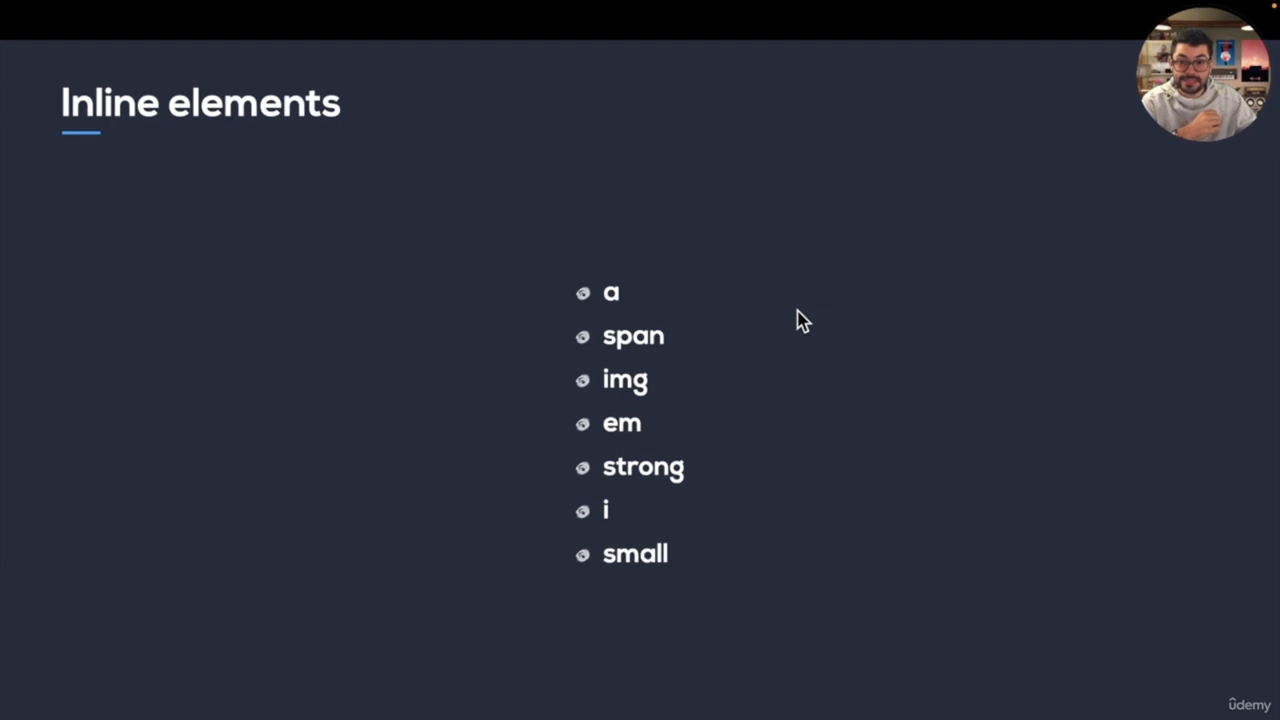 Inline elements
a
span
img
em
strong
i
small
ûdemy